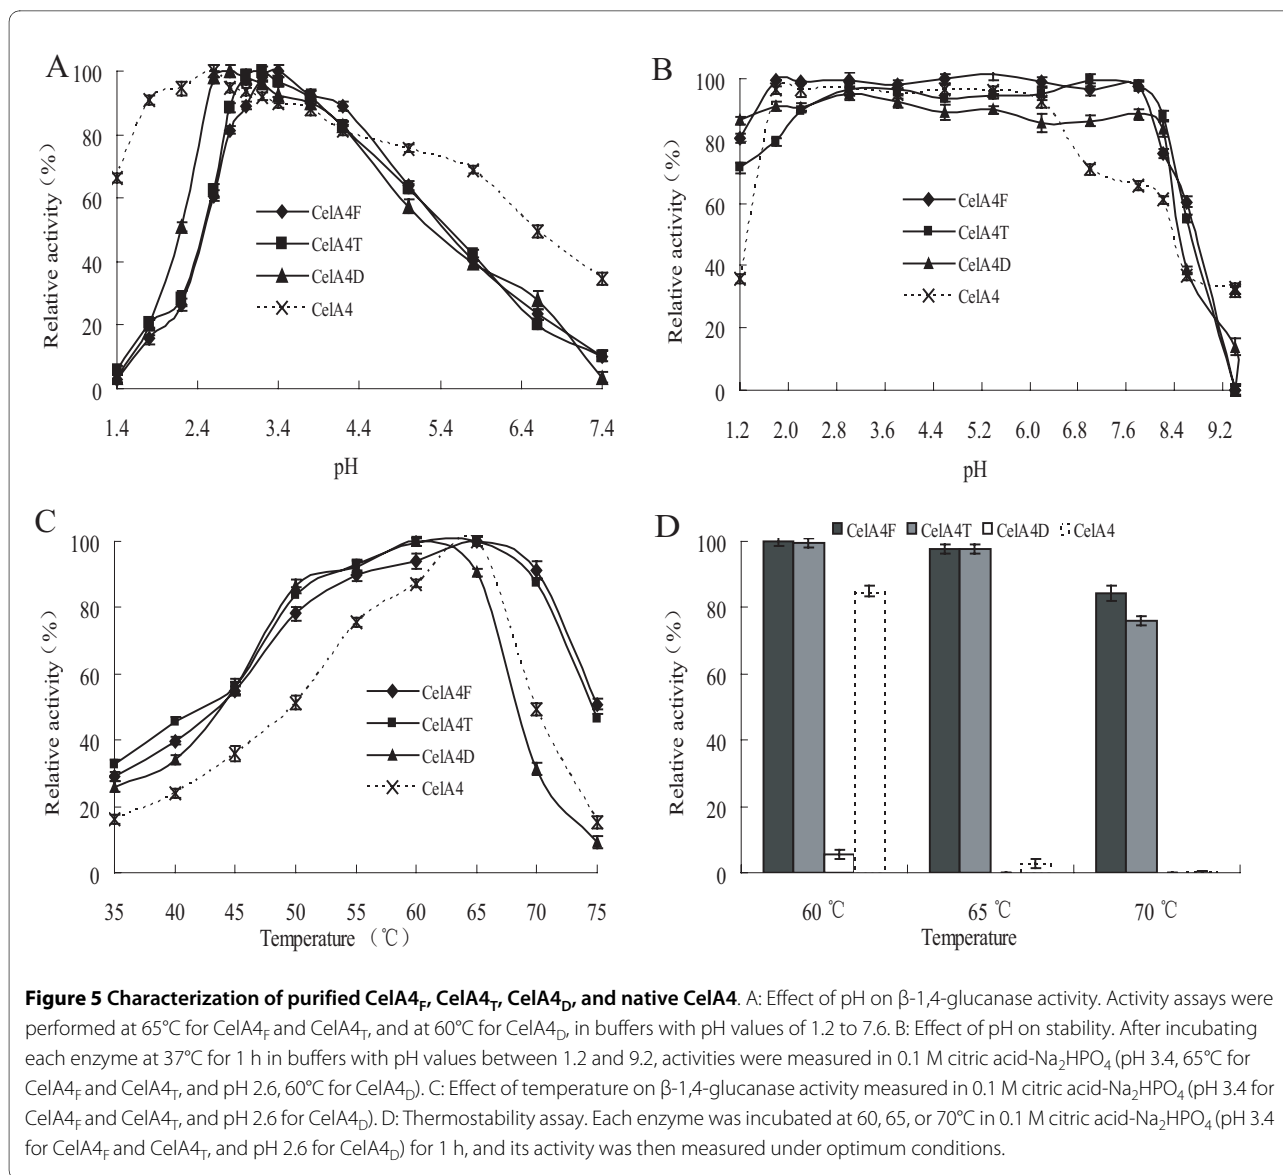 A
B
Relative activity（%）
100
80
60
40
20
0
CelA4F
CelA4T
CelA4D
CelA4
1.4 2.4 3.4 4.4 5.4 6.4 7.4
pH
Relative activity（%）
100
80
60
40
20
0
CelA4F
CelA4T
CelA4D
CelA4
1.2 2.0 2.8 3.6 4.4 5.2 6.0 6.8 7.6 8.4 9.2
pH
C
Relative activity（%）
100
80
60
40
20
0
CelA4F
CelA4T
CelA4D
CelA4
35 40 45 50 55 60 65 70 75
Temperature（℃）
D
CelA4F CelA4T CelA4D CelA4
Relative activity（%）
100
80
60
40
20
0
60 ℃ 65 ℃ 70 ℃
Temperature
Figure 5 Characterization of purified CelA4F, CelA4T, CelA4D, and native CelA4. A: Effect of pH on β-1,4-glucanase activity. Activity assays were
performed at 65°C for CelA4F and CelA4T, and at 60°C for CelA4D, in buffers with pH values of 1.2 to 7.6. B: Effect of pH on stability. After incubating
each enzyme at 37°C for 1 h in buffers with pH values between 1.2 and 9.2, activities were measured in 0.1 M citric acid-Na2HPO4 (pH 3.4, 65°C for
CelA4F and CelA4T, and pH 2.6, 60°C for CelA4D). C: Effect of temperature on β-1,4-glucanase activity measured in 0.1 M citric acid-Na2HPO4 (pH 3.4 for
CelA4F and CelA4T, and pH 2.6 for CelA4D). D: Thermostability assay. Each enzyme was incubated at 60, 65, or 70°C in 0.1 M citric acid-Na2HPO4 (pH 3.4
for CelA4F and CelA4T, and pH 2.6 for CelA4D) for 1 h, and its activity was then measured under optimum conditions.